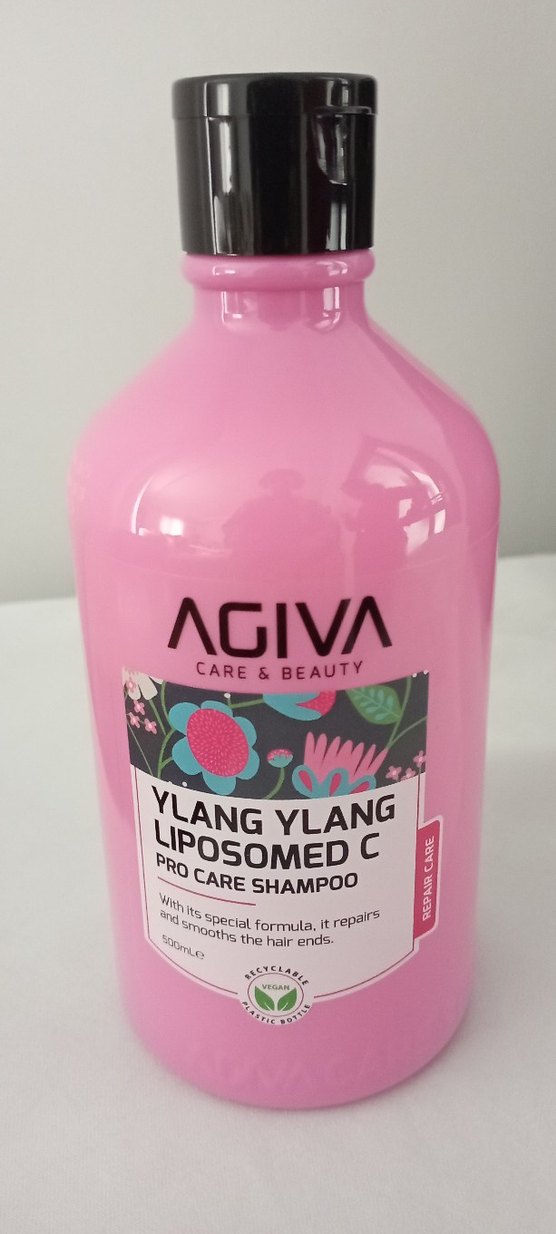 AGIVA
CARE & BEAUTY
YLANG YLANG
LIPOSOMED C
PRO CARE SHAMPOO
With its special formula, it repairs
and smooths the hair ends.
500mL℮
REPAIR CARE
RECYCLABLE
VEGAN
PLASTIC BOTTLE